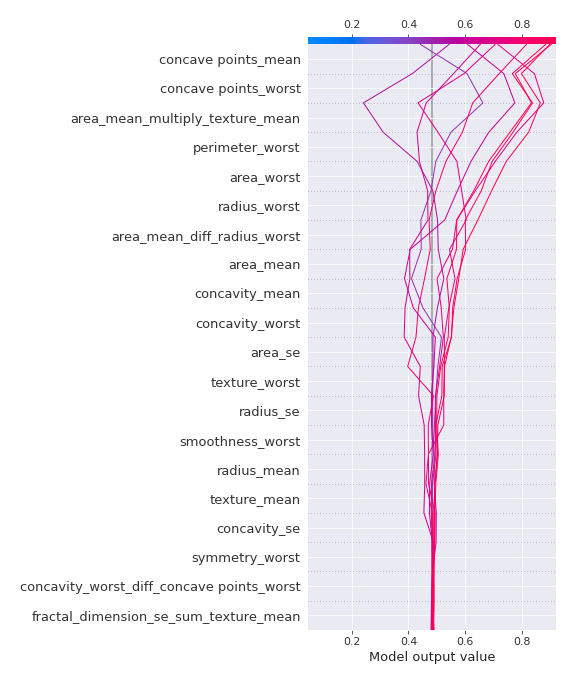 0.2 0.4 0.6 0.8
concave points_mean
concave points_worst
area_mean_multiply_texture_mean
perimeter_worst
area_worst
radius_worst
area_mean_diff_radius_worst
area_mean
concavity_mean
concavity_worst
area_se
texture_worst
radius_se
smoothness_worst
radius_mean
texture_mean
concavity_se
symmetry_worst
concavity_worst_diff_concave points_worst
fractal_dimension_se_sum_texture_mean
0.2 0.4 0.6 0.8
Model output value